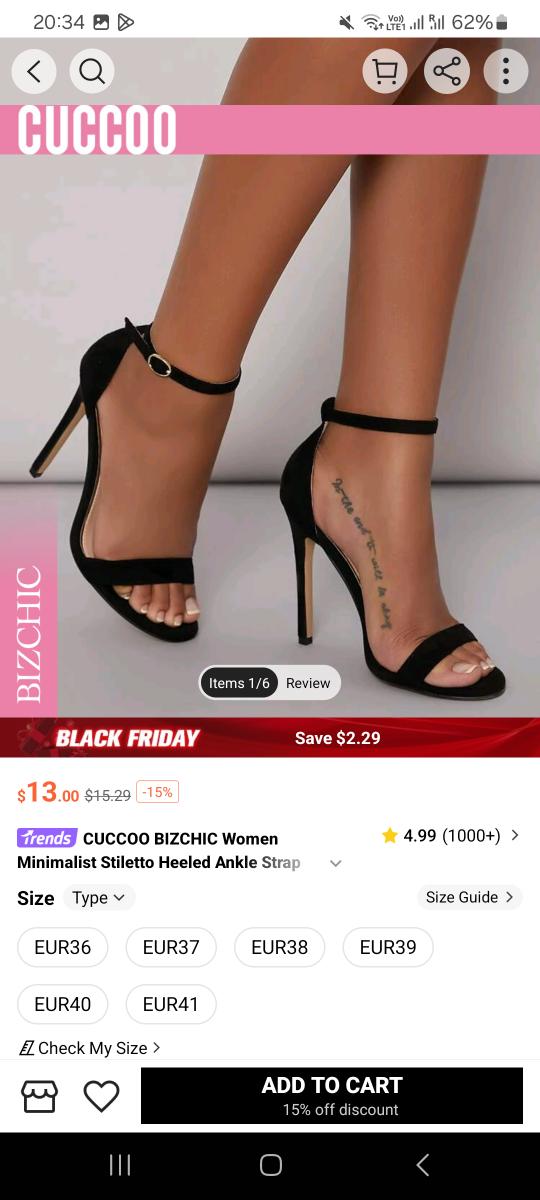 20:34
Vo))
LTE1
R
62%
CUCCOO
BIZCHIC
Items 1/6 Review
BLACK FRIDAY Save $2.29
$13.00 $15.29 -15%
Trends CUCCOO BIZCHIC Women
Minimalist Stiletto Heeled Ankle Strap
4.99 (1000+)
Size Type Size Guide
EUR36 EUR37 EUR38 EUR39
EUR40 EUR41
Check My Size
ADD TO CART
15% off discount